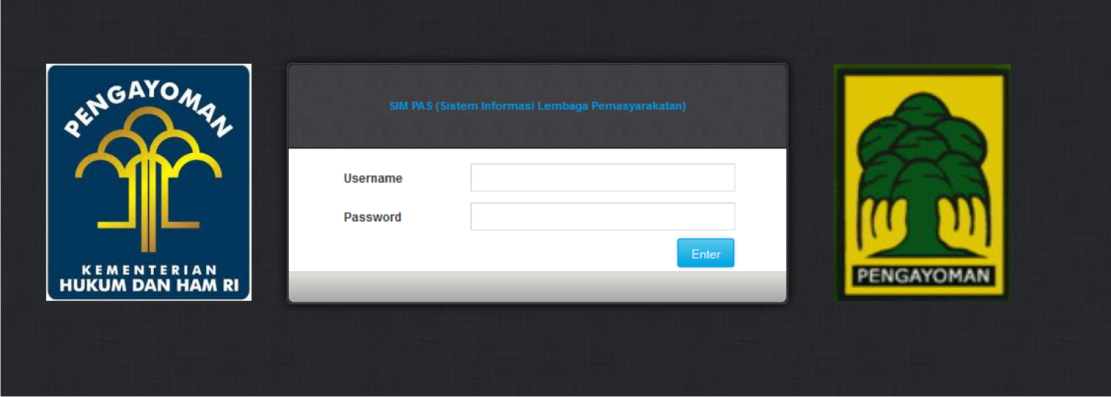 PENGAYOMAN
KEMENTERIAN
HUKUM DAN HAM RI
SIM PAS (Sistem Informasi Lembaga Pemasyarakatan)
Username
Password
Enter
PENGAYOMAN